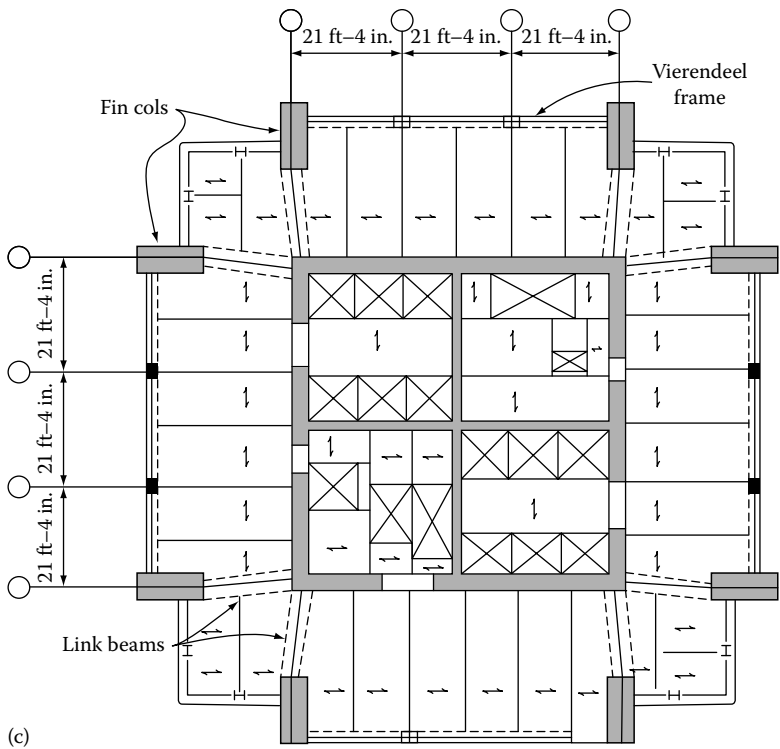 21 ft–4 in. 21 ft–4 in. 21 ft–4 in.
Vierendeel
frame
Fin cols
21 ft–4 in.
21 ft–4 in.
21 ft–4 in.
Link beams
(c)